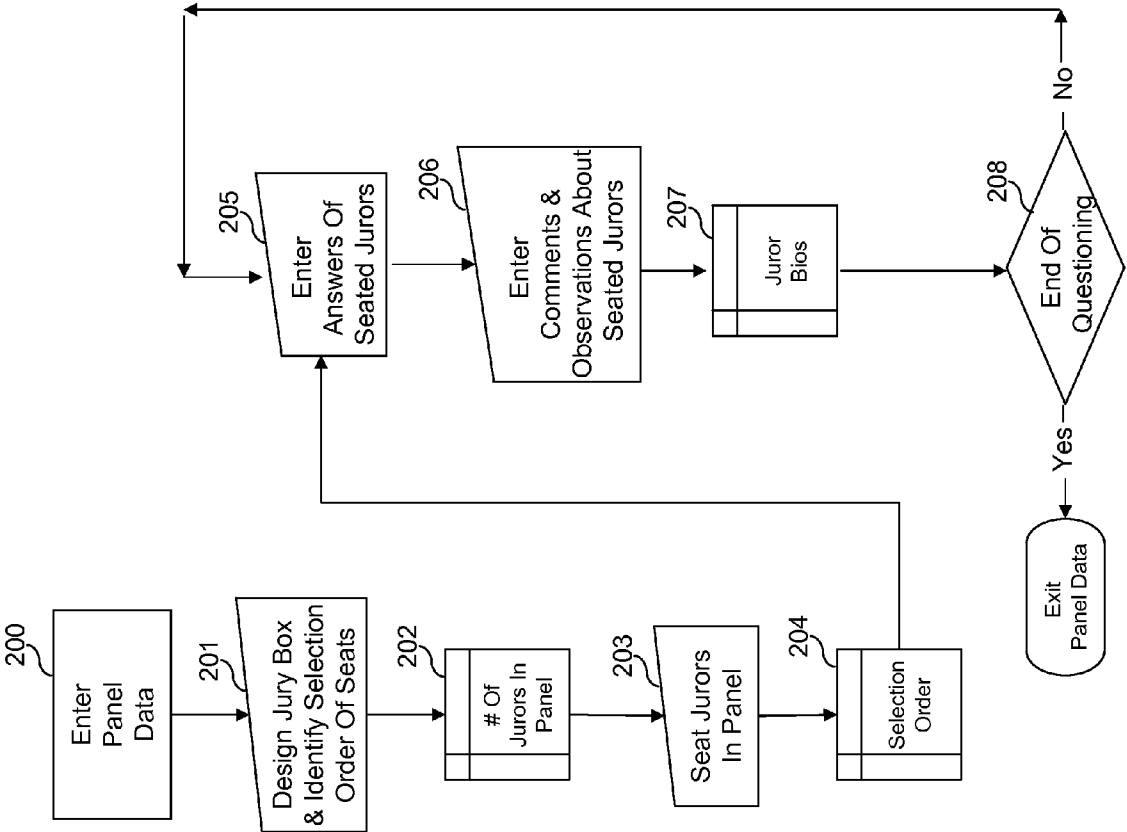 200
Enter
Panel
Data
201
Design Jury Box
& Identify Selection
Order Of Seats
202
# Of
Jurors In
Panel
203
Seat Jurors
In Panel
204
Selection
Order
205
Enter
Answers Of
Seated Jurors
206
Enter
Comments &
Observations About
Seated Jurors
207
Juror
Bios
208
End Of
Questioning
No
Yes
Exit
Panel Data